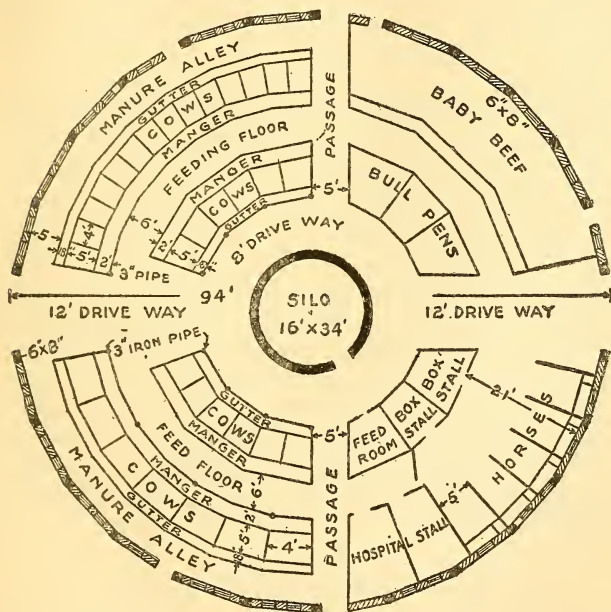 MANURE ALLEY
GUTTER
COWS
MANGER
FEEDING FLOOR
MANGER
COWS
GUTTER
8' DRIVE WAY
PASSAGE
5'
6"x8"
BABY BEEF
BULL PENS
5'
8"
5'
4'
2'
6'
2'
5'
3" PIPE
94'
12' DRIVE WAY
SILO
16'x34'
12' DRIVE WAY
6"x8"
3" IRON PIPE
GUTTER
COWS
MANGER
FEED FLOOR
MANGER
COWS
GUTTER
MANURE ALLEY
6'
2'
5'
8"
4'
5'
PASSAGE
FEED ROOM
BOX STALL
BOX STALL
HORSES
5'
HOSPITAL STALL